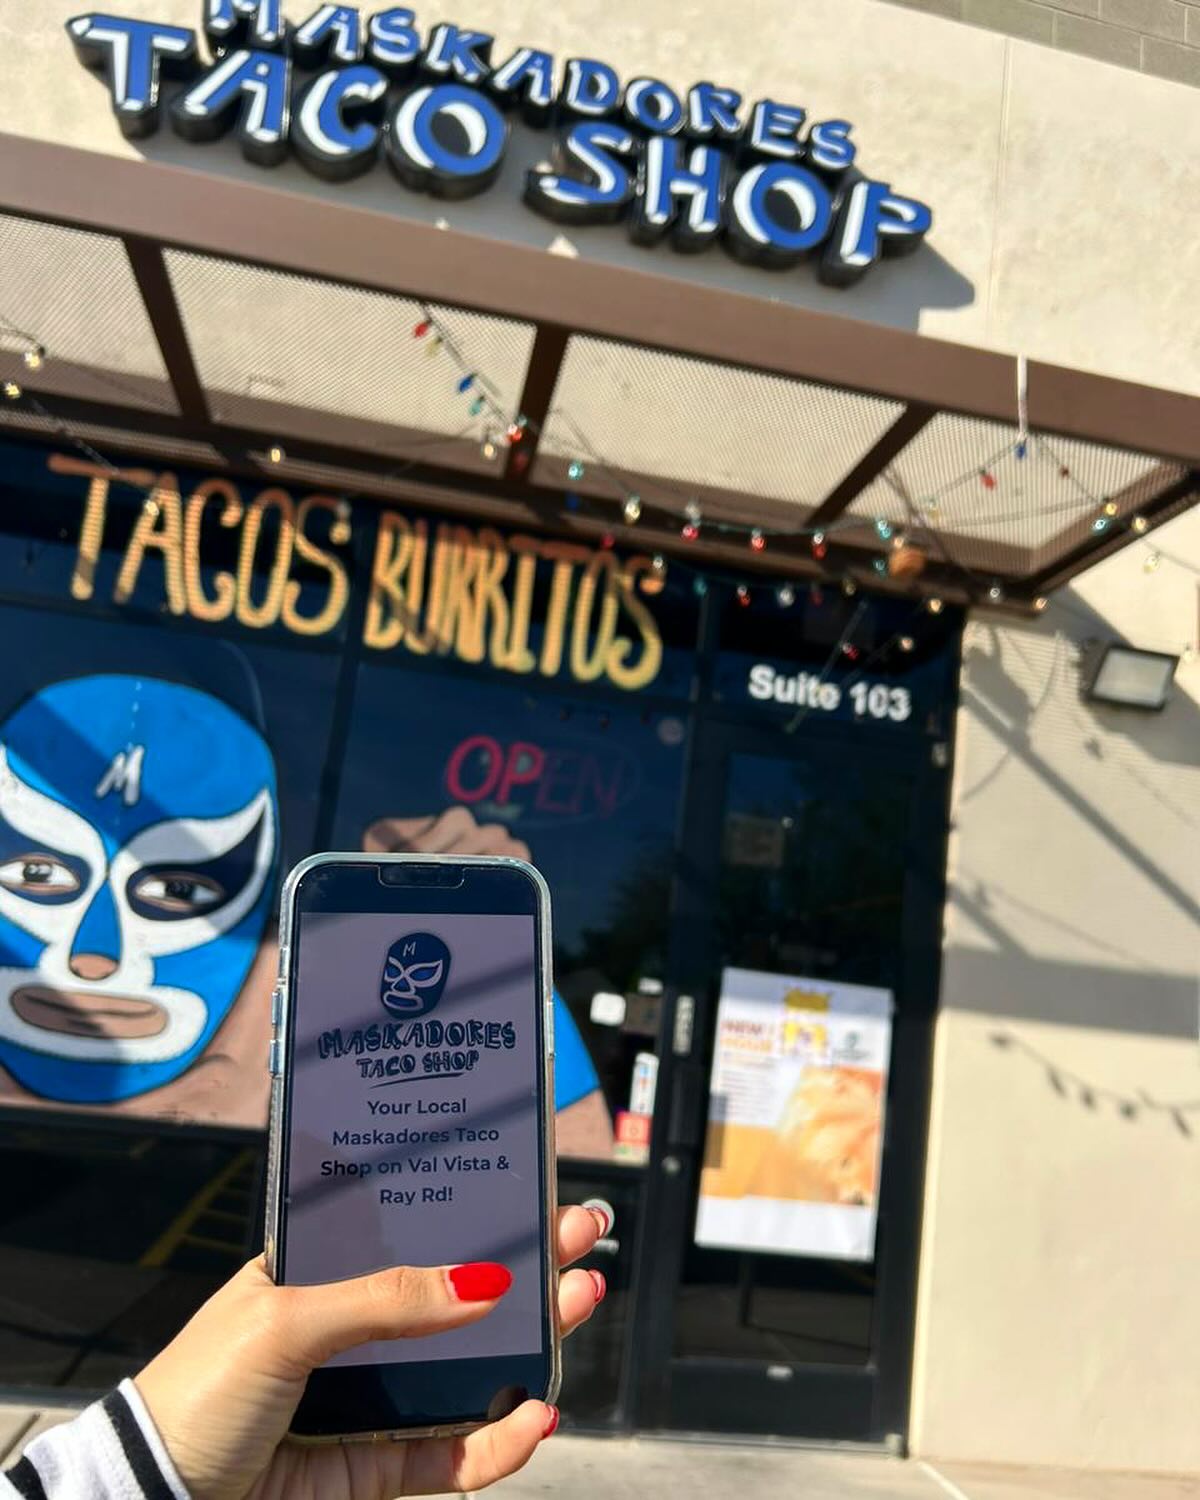 MASKADORES
TACO SHOP
TACOS BURRITOS
Suite 103
OPEN
M
M
MASKADORES
TACO SHOP
Your Local
Maskadores Taco
Shop on Val Vista &
Ray Rd!